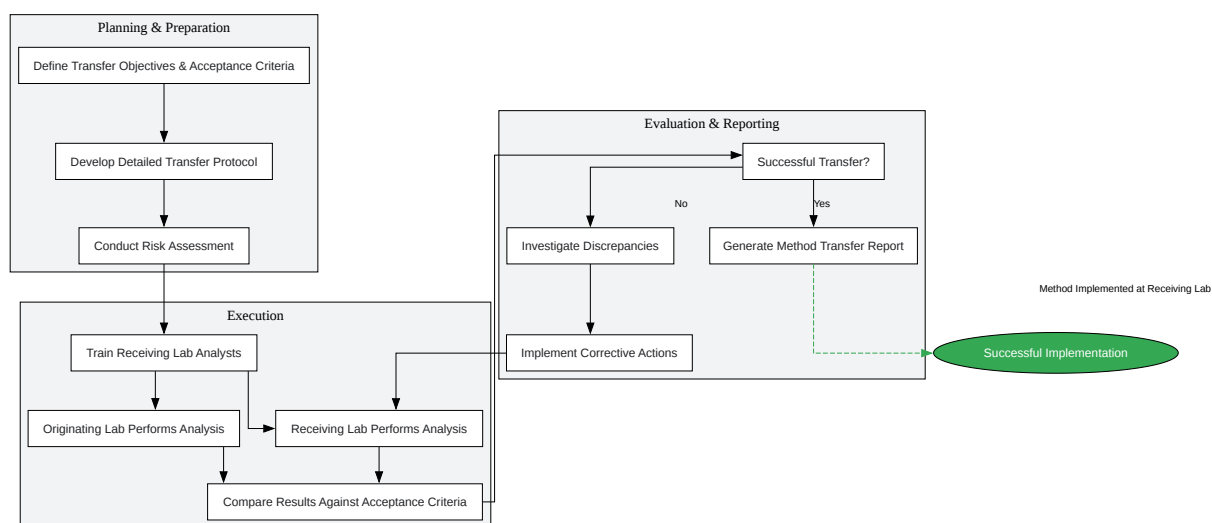 Planning & Preparation
Define Transfer Objectives & Acceptance Criteria
Develop Detailed Transfer Protocol
Conduct Risk Assessment
Execution
Train Receiving Lab Analysts
Originating Lab Performs Analysis
Receiving Lab Performs Analysis
Compare Results Against Acceptance Criteria
Evaluation & Reporting
Successful Transfer?
No
Yes
Investigate Discrepancies
Generate Method Transfer Report
Implement Corrective Actions
Method Implemented at Receiving Lab
Successful Implementation